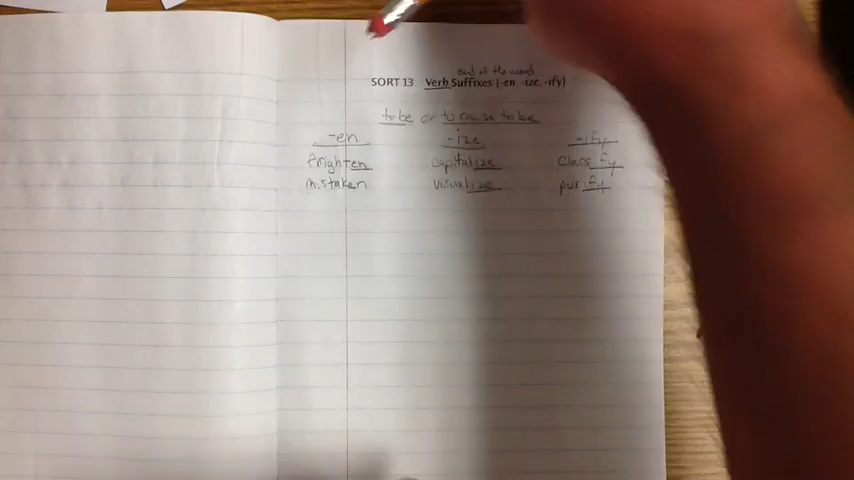 end of the word
SORT 13 Verb Suffixes (-en -ize, -ify)
to be or to cause to be
-en -ize -ify
frighten capitalize classify
mistaken visualize purify